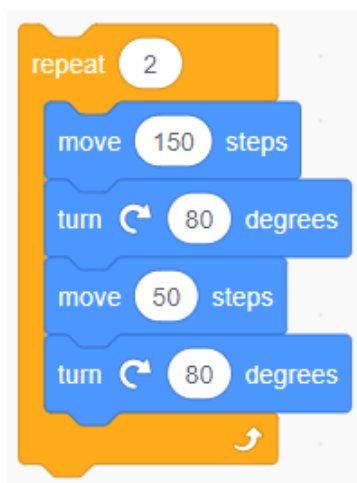 repeat 2
move 150 steps
turn 80 degrees
move 50 steps
turn 80 degrees